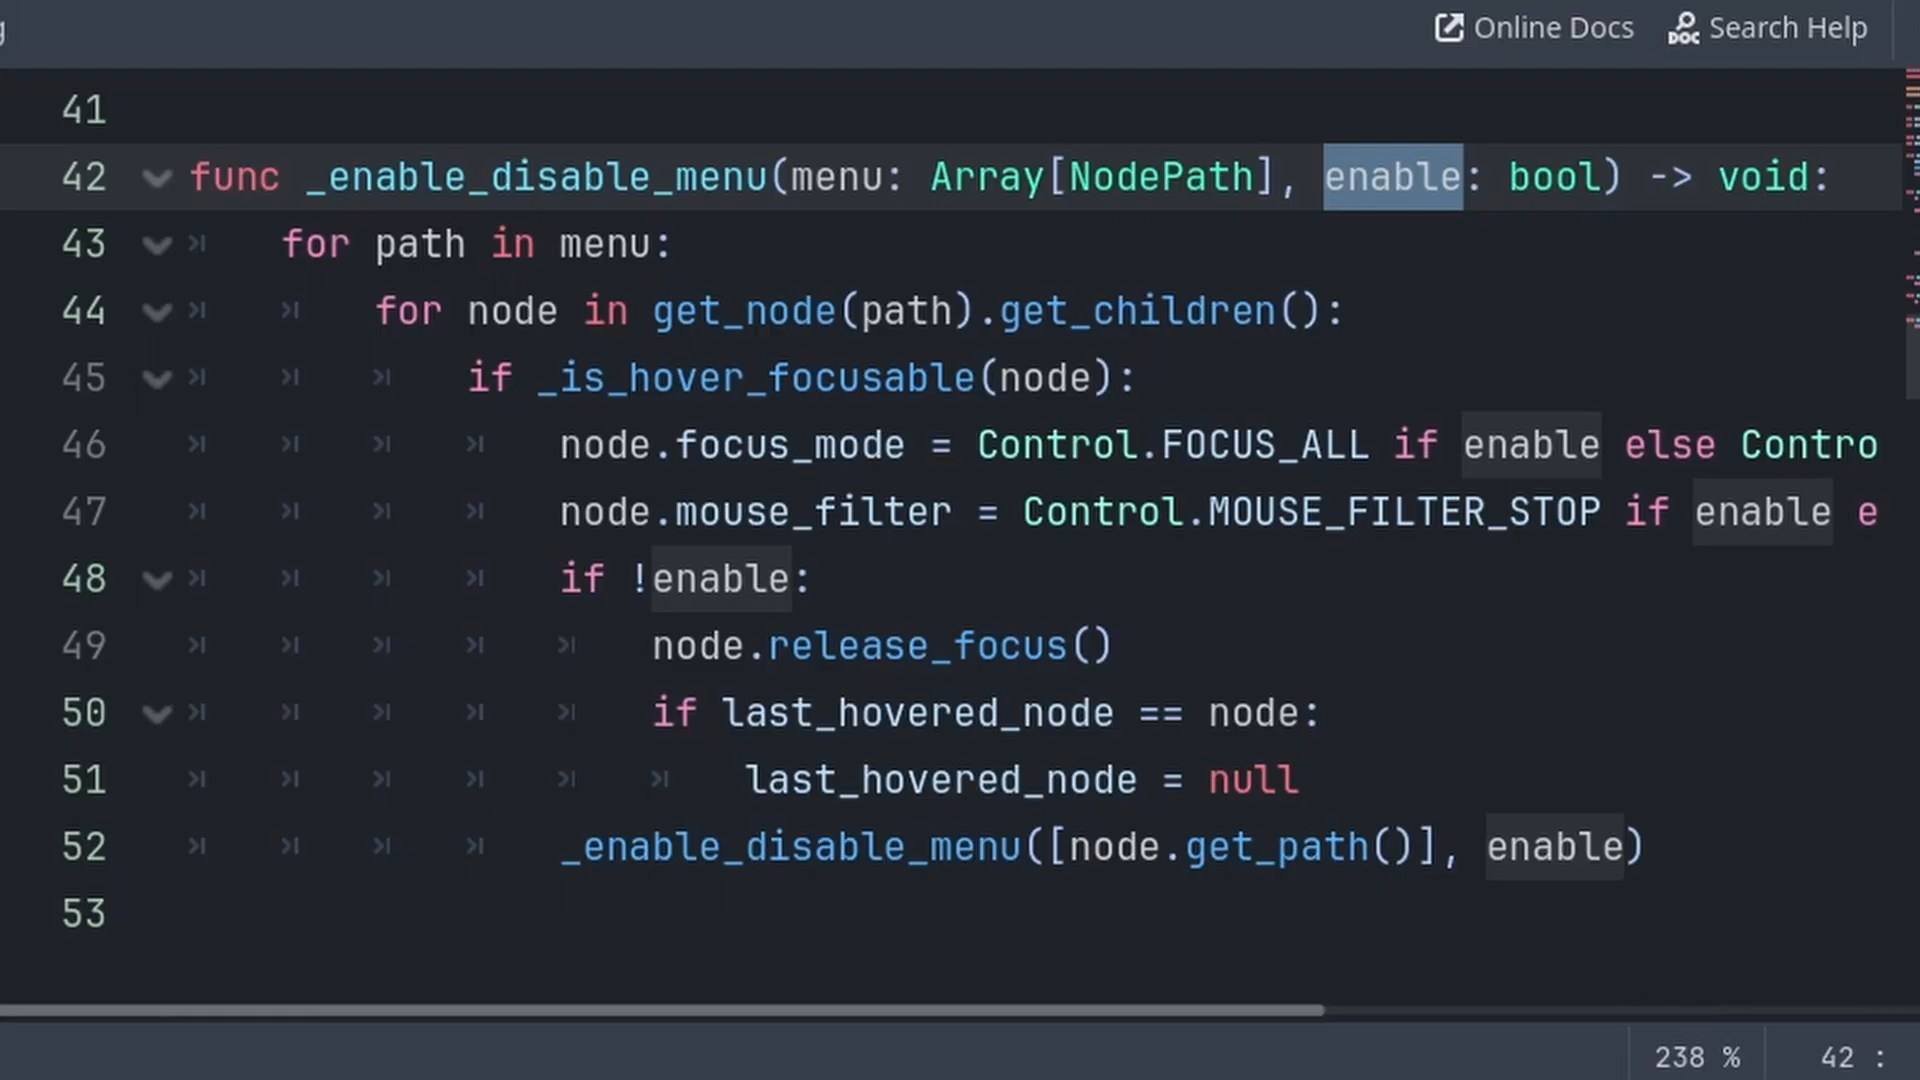 Online Docs Search Help
41
42 func _enable_disable_menu(menu: Array[NodePath], enable: bool) -> void:
43 for path in menu:
44 for node in get_node(path).get_children():
45 if _is_hover_focusable(node):
46 node.focus_mode = Control.FOCUS_ALL if enable else Contro
47 node.mouse_filter = Control.MOUSE_FILTER_STOP if enable e
48 if !enable:
49 node.release_focus()
50 if last_hovered_node == node:
51 last_hovered_node = null
52 _enable_disable_menu([node.get_path()], enable)
53
238 % 42 :